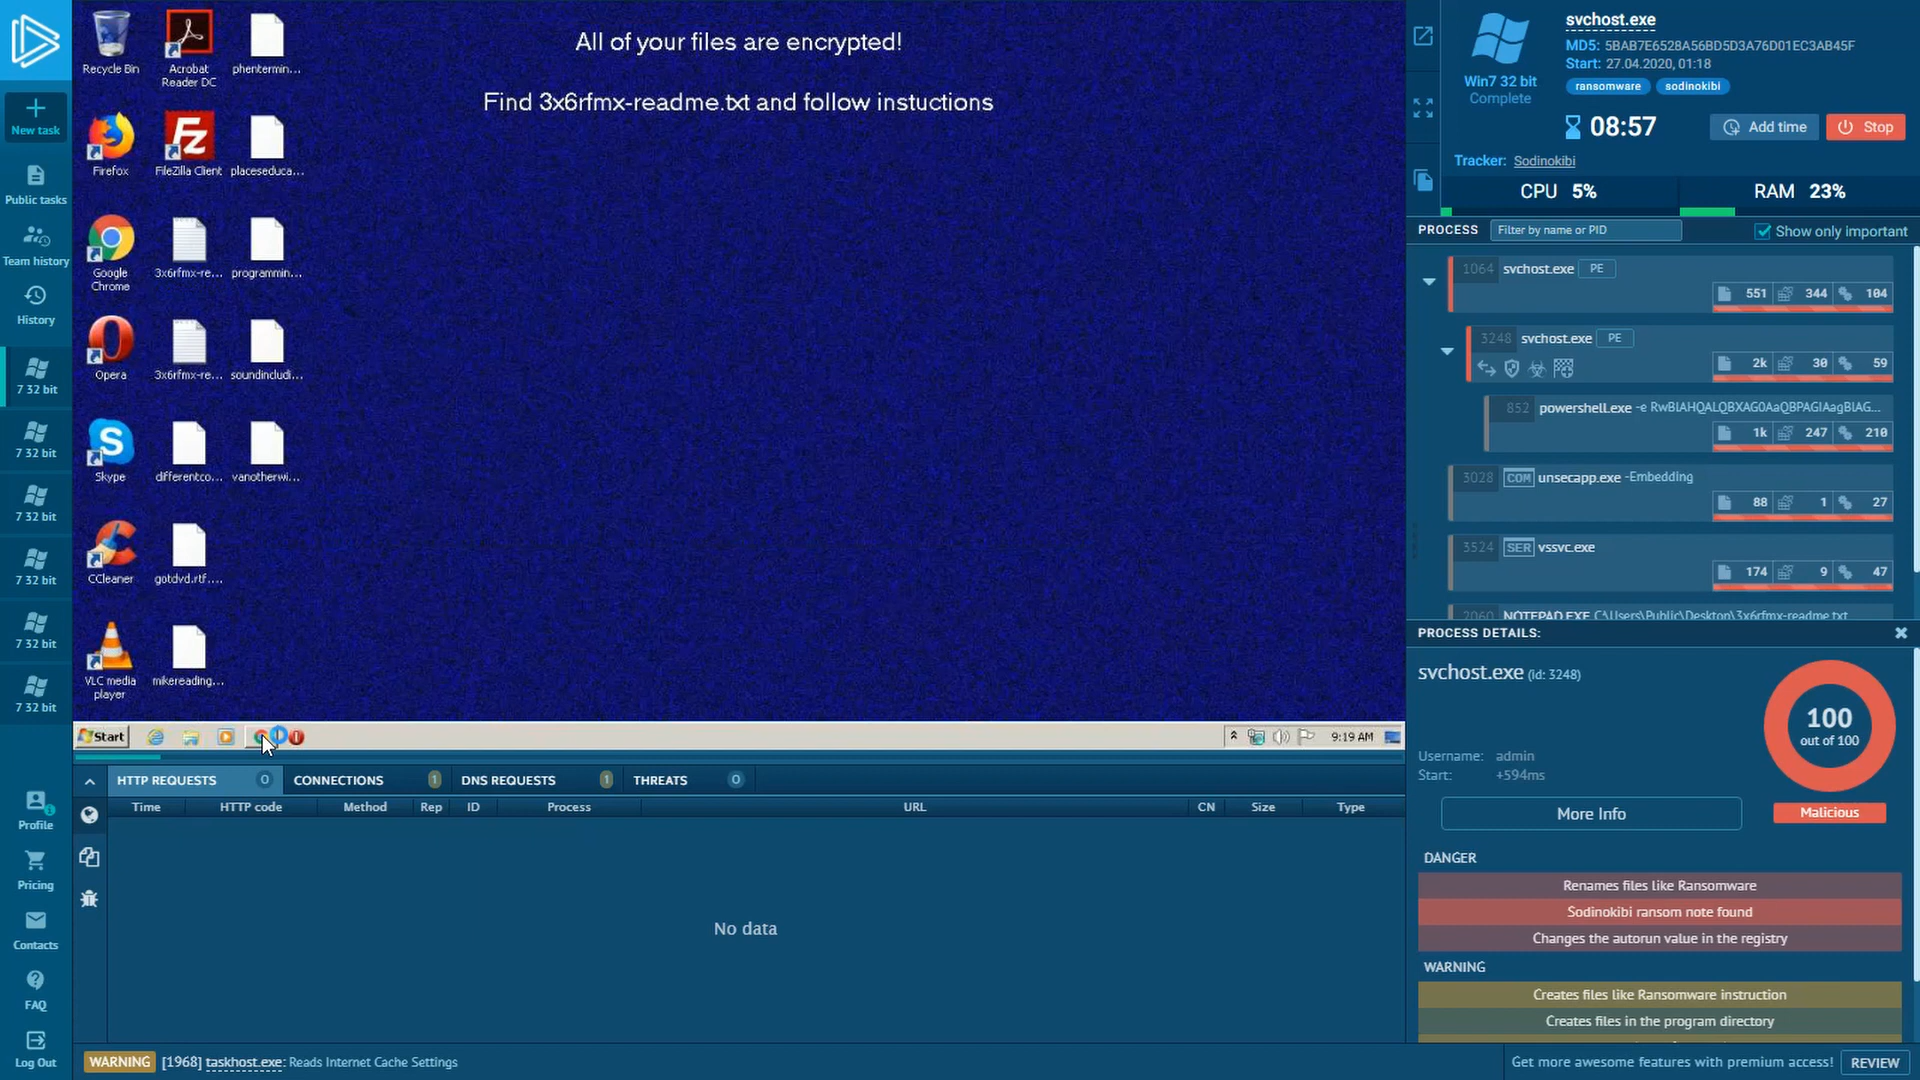 New task
Public tasks
Team history
History
7 32 bit
7 32 bit
7 32 bit
7 32 bit
7 32 bit
7 32 bit
Profile
Pricing
Contacts
FAQ
Log Out
All of your files are encrypted!
Find 3x6rfmx-readme.txt and follow instuctions
Recycle Bin
Acrobat
Reader DC
phentermin...
Firefox
FileZilla Client
placeseduca...
Google
Chrome
3x6rfmx-re...
programmin...
Opera
3x6rfmx-re...
soundincludi...
Skype
differentco...
vanotherwi...
CCleaner
gotdvd.rtf....
VLC media
player
mikereading...
Start
9:19 AM
HTTP REQUESTS 0
CONNECTIONS 1
DNS REQUESTS 1
THREATS 0
Time HTTP code Method Rep ID Process URL CN Size Type
No data
WARNING [1968] taskhost.exe: Reads Internet Cache Settings
Get more awesome features with premium access! REVIEW
Win7 32 bit
Complete
svchost.exe
MD5: 5BAB7E6528A56BD5D3A76D01EC3AB45F
Start: 27.04.2020, 01:18
ransomware sodinokibi
08:57
Add time
Stop
Tracker: Sodinokibi
CPU 5%
RAM 23%
PROCESS
Filter by name or PID
Show only important
1064 svchost.exe PE
551 344 104
3248 svchost.exe PE
2k 30 59
852 powershell.exe -e RwBlAHQALQBXAG0AaQBPAGIAagBlAG...
1k 247 210
3028 COM unsecapp.exe -Embedding
88 1 27
3524 SER vssvc.exe
174 9 47
2060 NOTEPAD.EXE C:\Users\Public\Desktop\3x6rfmx-readme.txt
PROCESS DETAILS:
svchost.exe (id: 3248)
Username: admin
Start: +594ms
100
out of 100
Malicious
More Info
DANGER
Renames files like Ransomware
Sodinokibi ransom note found
Changes the autorun value in the registry
WARNING
Creates files like Ransomware instruction
Creates files in the program directory